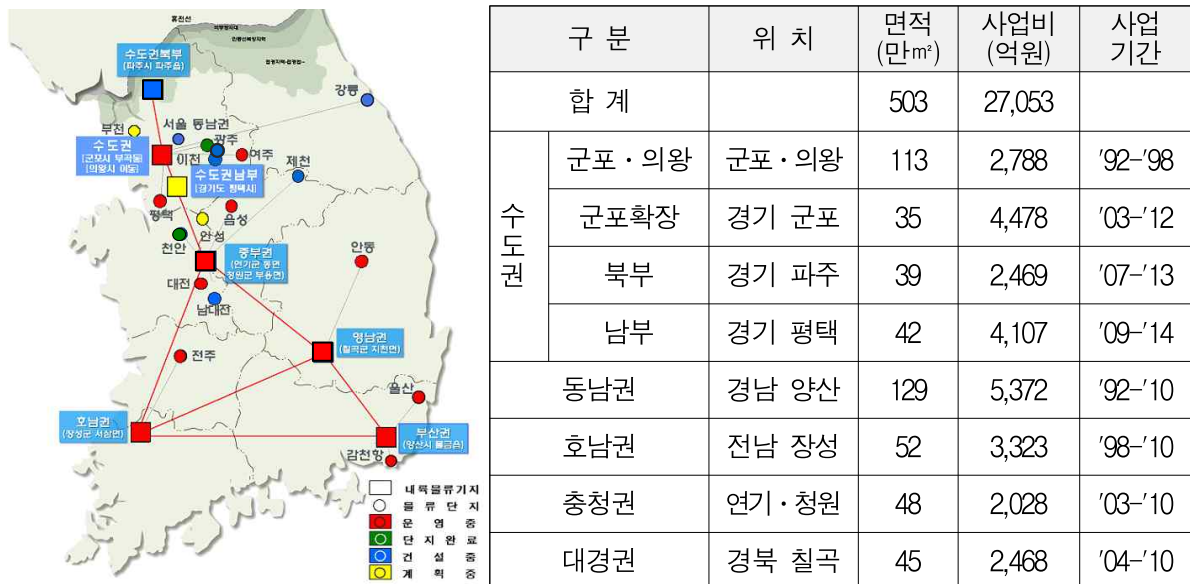 수도권북부
(파주시 파주읍)
강릉
부천
서울 동남권
광주
수도권
[군포시 부곡동]
[의왕시 이동]
이천
여주
제천
수도권남부
[경기도 평택시]
평택
음성
안성
천안
중부권
(연기군 동면
청원군 부용면)
안동
대전
남대전
영남권
(칠곡군 지천면)
전주
울산
호남권
(장성군 서삼면)
부산권
(양산시 물금읍)
감천항
내륙물류기지
물류단지
운영중
단지완료
건설중
계획중
구 분 위 치 면적 (만㎡) 사업비 (억원) 사업 기간
합 계 503 27,053
수도권
군포·의왕 군포·의왕 113 2,788 '92-'98
군포확장 경기 군포 35 4,478 '03-'12
북부 경기 파주 39 2,469 '07-'13
남부 경기 평택 42 4,107 '09-'14
동남권 경남 양산 129 5,372 '92-'10
호남권 전남 장성 52 3,323 '98-'10
충청권 연기·청원 48 2,028 '03-'10
대경권 경북 칠곡 45 2,468 '04-'10